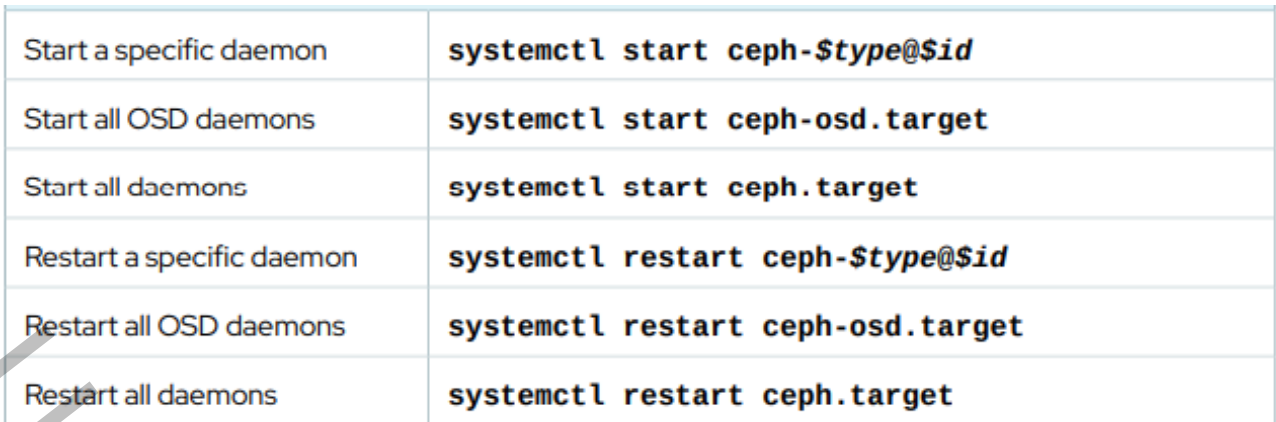 Start a specific daemon systemctl start ceph-$type@$id
Start all OSD daemons systemctl start ceph-osd.target
Start all daemons systemctl start ceph.target
Restart a specific daemon systemctl restart ceph-$type@$id
Restart all OSD daemons systemctl restart ceph-osd.target
Restart all daemons systemctl restart ceph.target